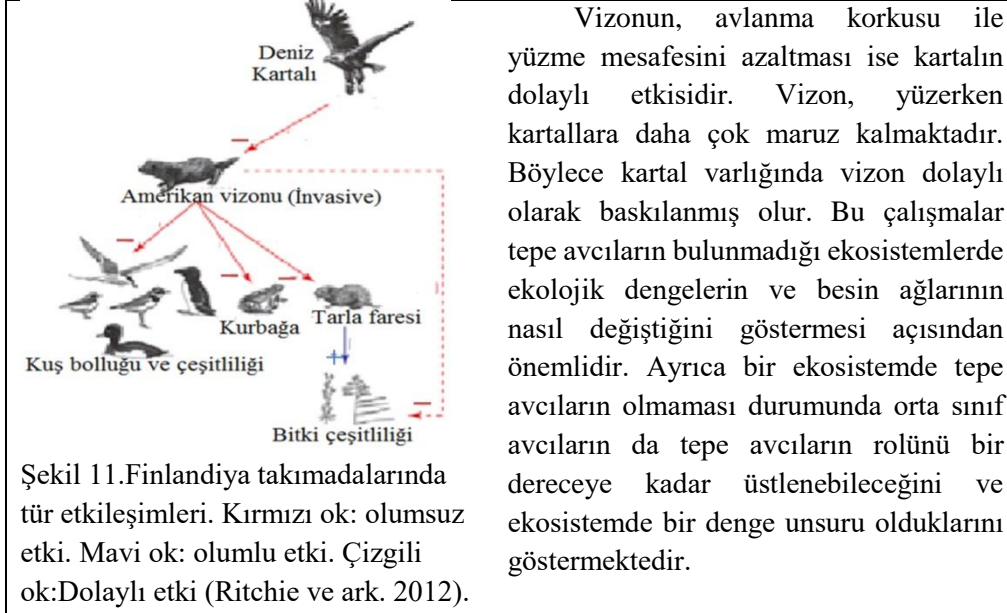 Deniz
Kartalı
Amerikan vizonu (İnvasive)
Kurbağa
Tarla faresi
Kuş bolluğu ve çeşitliliği
Bitki çeşitliliği
Şekil 11.Finlandiya takımadalarında
tür etkileşimleri. Kırmızı ok: olumsuz
etki. Mavi ok: olumlu etki. Çizgili
ok:Dolaylı etki (Ritchie ve ark. 2012).
Vizonun, avlanma korkusu ile
yüzme mesafesini azaltması ise kartalın
dolaylı etkisidir. Vizon, yüzerken
kartallara daha çok maruz kalmaktadır.
Böylece kartal varlığında vizon dolaylı
olarak baskılanmış olur. Bu çalışmalar
tepe avcıların bulunmadığı ekosistemlerde
ekolojik dengelerin ve besin ağlarının
nasıl değiştiğini göstermesi açısından
önemlidir. Ayrıca bir ekosistemde tepe
avcıların olmaması durumunda orta sınıf
avcıların da tepe avcıların rolünü bir
dereceye kadar üstlenebileceğini ve
ekosistemde bir denge unsuru olduklarını
göstermektedir.